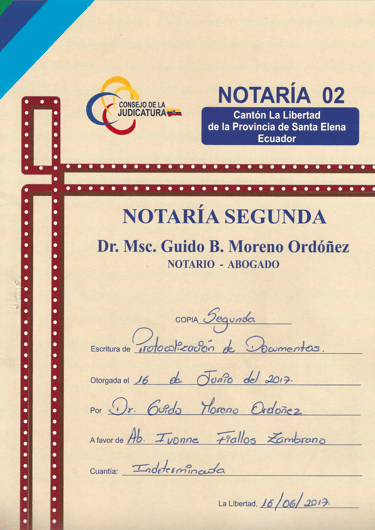 CONSEJO DE LA
JUDICATURA
NOTARÍA 02
Cantón La Libertad
de la Provincia de Santa Elena
Ecuador
NOTARÍA SEGUNDA
Dr. Msc. Guido B. Moreno Ordóñez
NOTARIO - ABOGADO
COPIA Segunda
Escritura de Protocolización de Documentos.
Otorgada el 16 de Junio del 2017.
Por Dr. Guido Moreno Ordoñez
A favor de Ab. Ivonne Fiallos Zambrano
Cuantía: Indeterminada
La Libertad, 16/06/2017